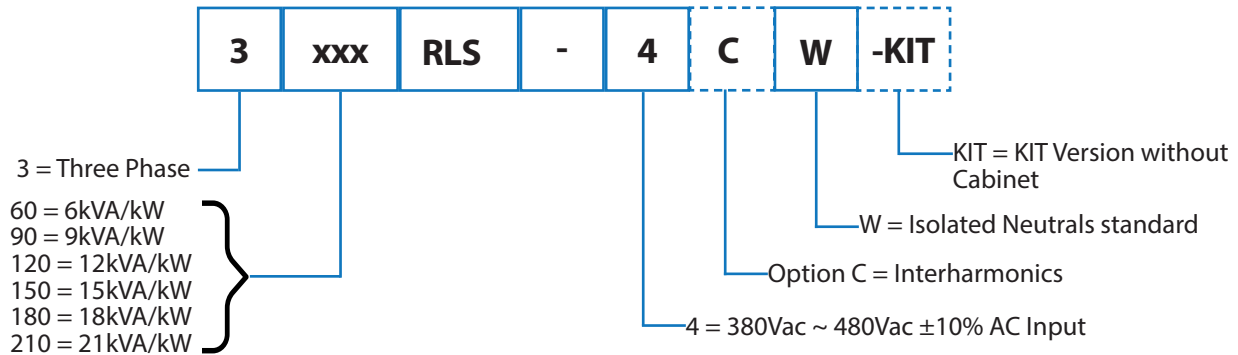 3 xxx RLS - 4 C W -KIT
3 = Three Phase
60 = 6kVA/kW
90 = 9kVA/kW
120 = 12kVA/kW
150 = 15kVA/kW
180 = 18kVA/kW
210 = 21kVA/kW
KIT = KIT Version without
Cabinet
W = Isolated Neutrals standard
Option C = Interharmonics
4 = 380Vac ~ 480Vac ±10% AC Input